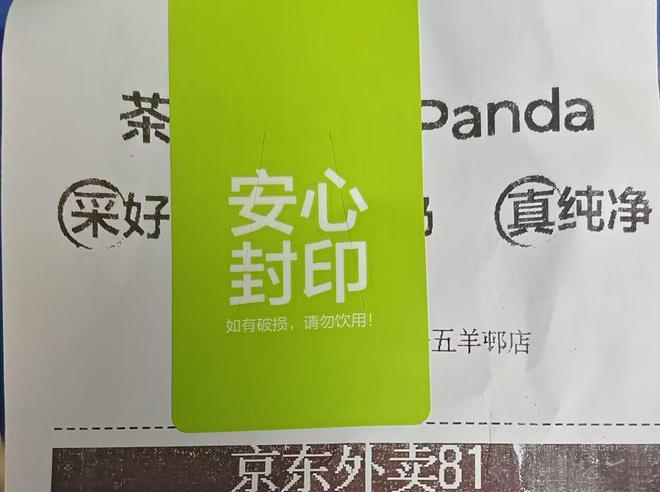 茶 Panda
采好 真纯净
安心
封印
如有破损，请勿饮用！
五羊邨店
京东外卖81